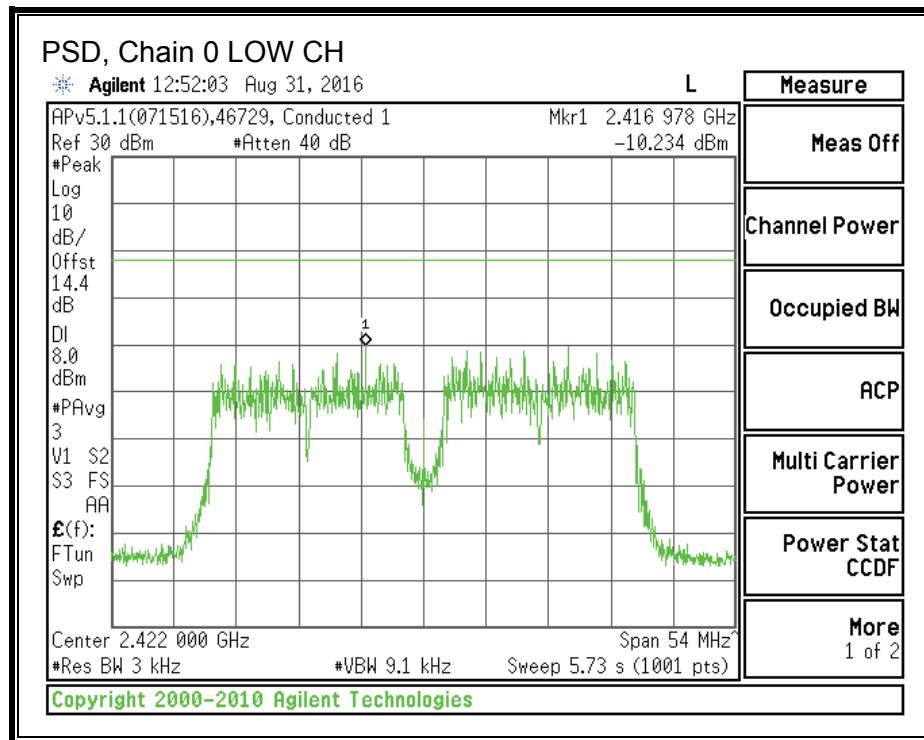 PSD, Chain 0 LOW CH
Agilent 12:52:03 Aug 31, 2016 L
APv5.1.1(071516),46729, Conducted 1 Mkr1 2.416 978 GHz
Ref 30 dBm #Atten 40 dB -10.234 dBm
#Peak
Log
10
dB/
Offst
14.4
dB
DI
8.0
dBm
#PAvg
3
V1 S2
S3 FS
AA
£(f):
FTun
Swp
1
Center 2.422 000 GHz Span 54 MHz^
#Res BW 3 kHz #VBW 9.1 kHz Sweep 5.73 s (1001 pts)
Copyright 2000-2010 Agilent Technologies
Measure
Meas Off
Channel Power
Occupied BW
ACP
Multi Carrier
Power
Power Stat
CCDF
More
1 of 2